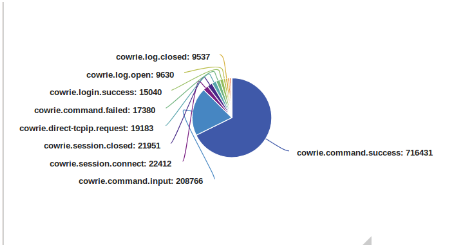 cowrie.log.closed: 9537
cowrie.log.open: 9630
cowrie.login.success: 15040
cowrie.command.failed: 17380
cowrie.direct-tcpip.request: 19183
cowrie.session.closed: 21951
cowrie.session.connect: 22412
cowrie.command.input: 208766
cowrie.command.success: 716431